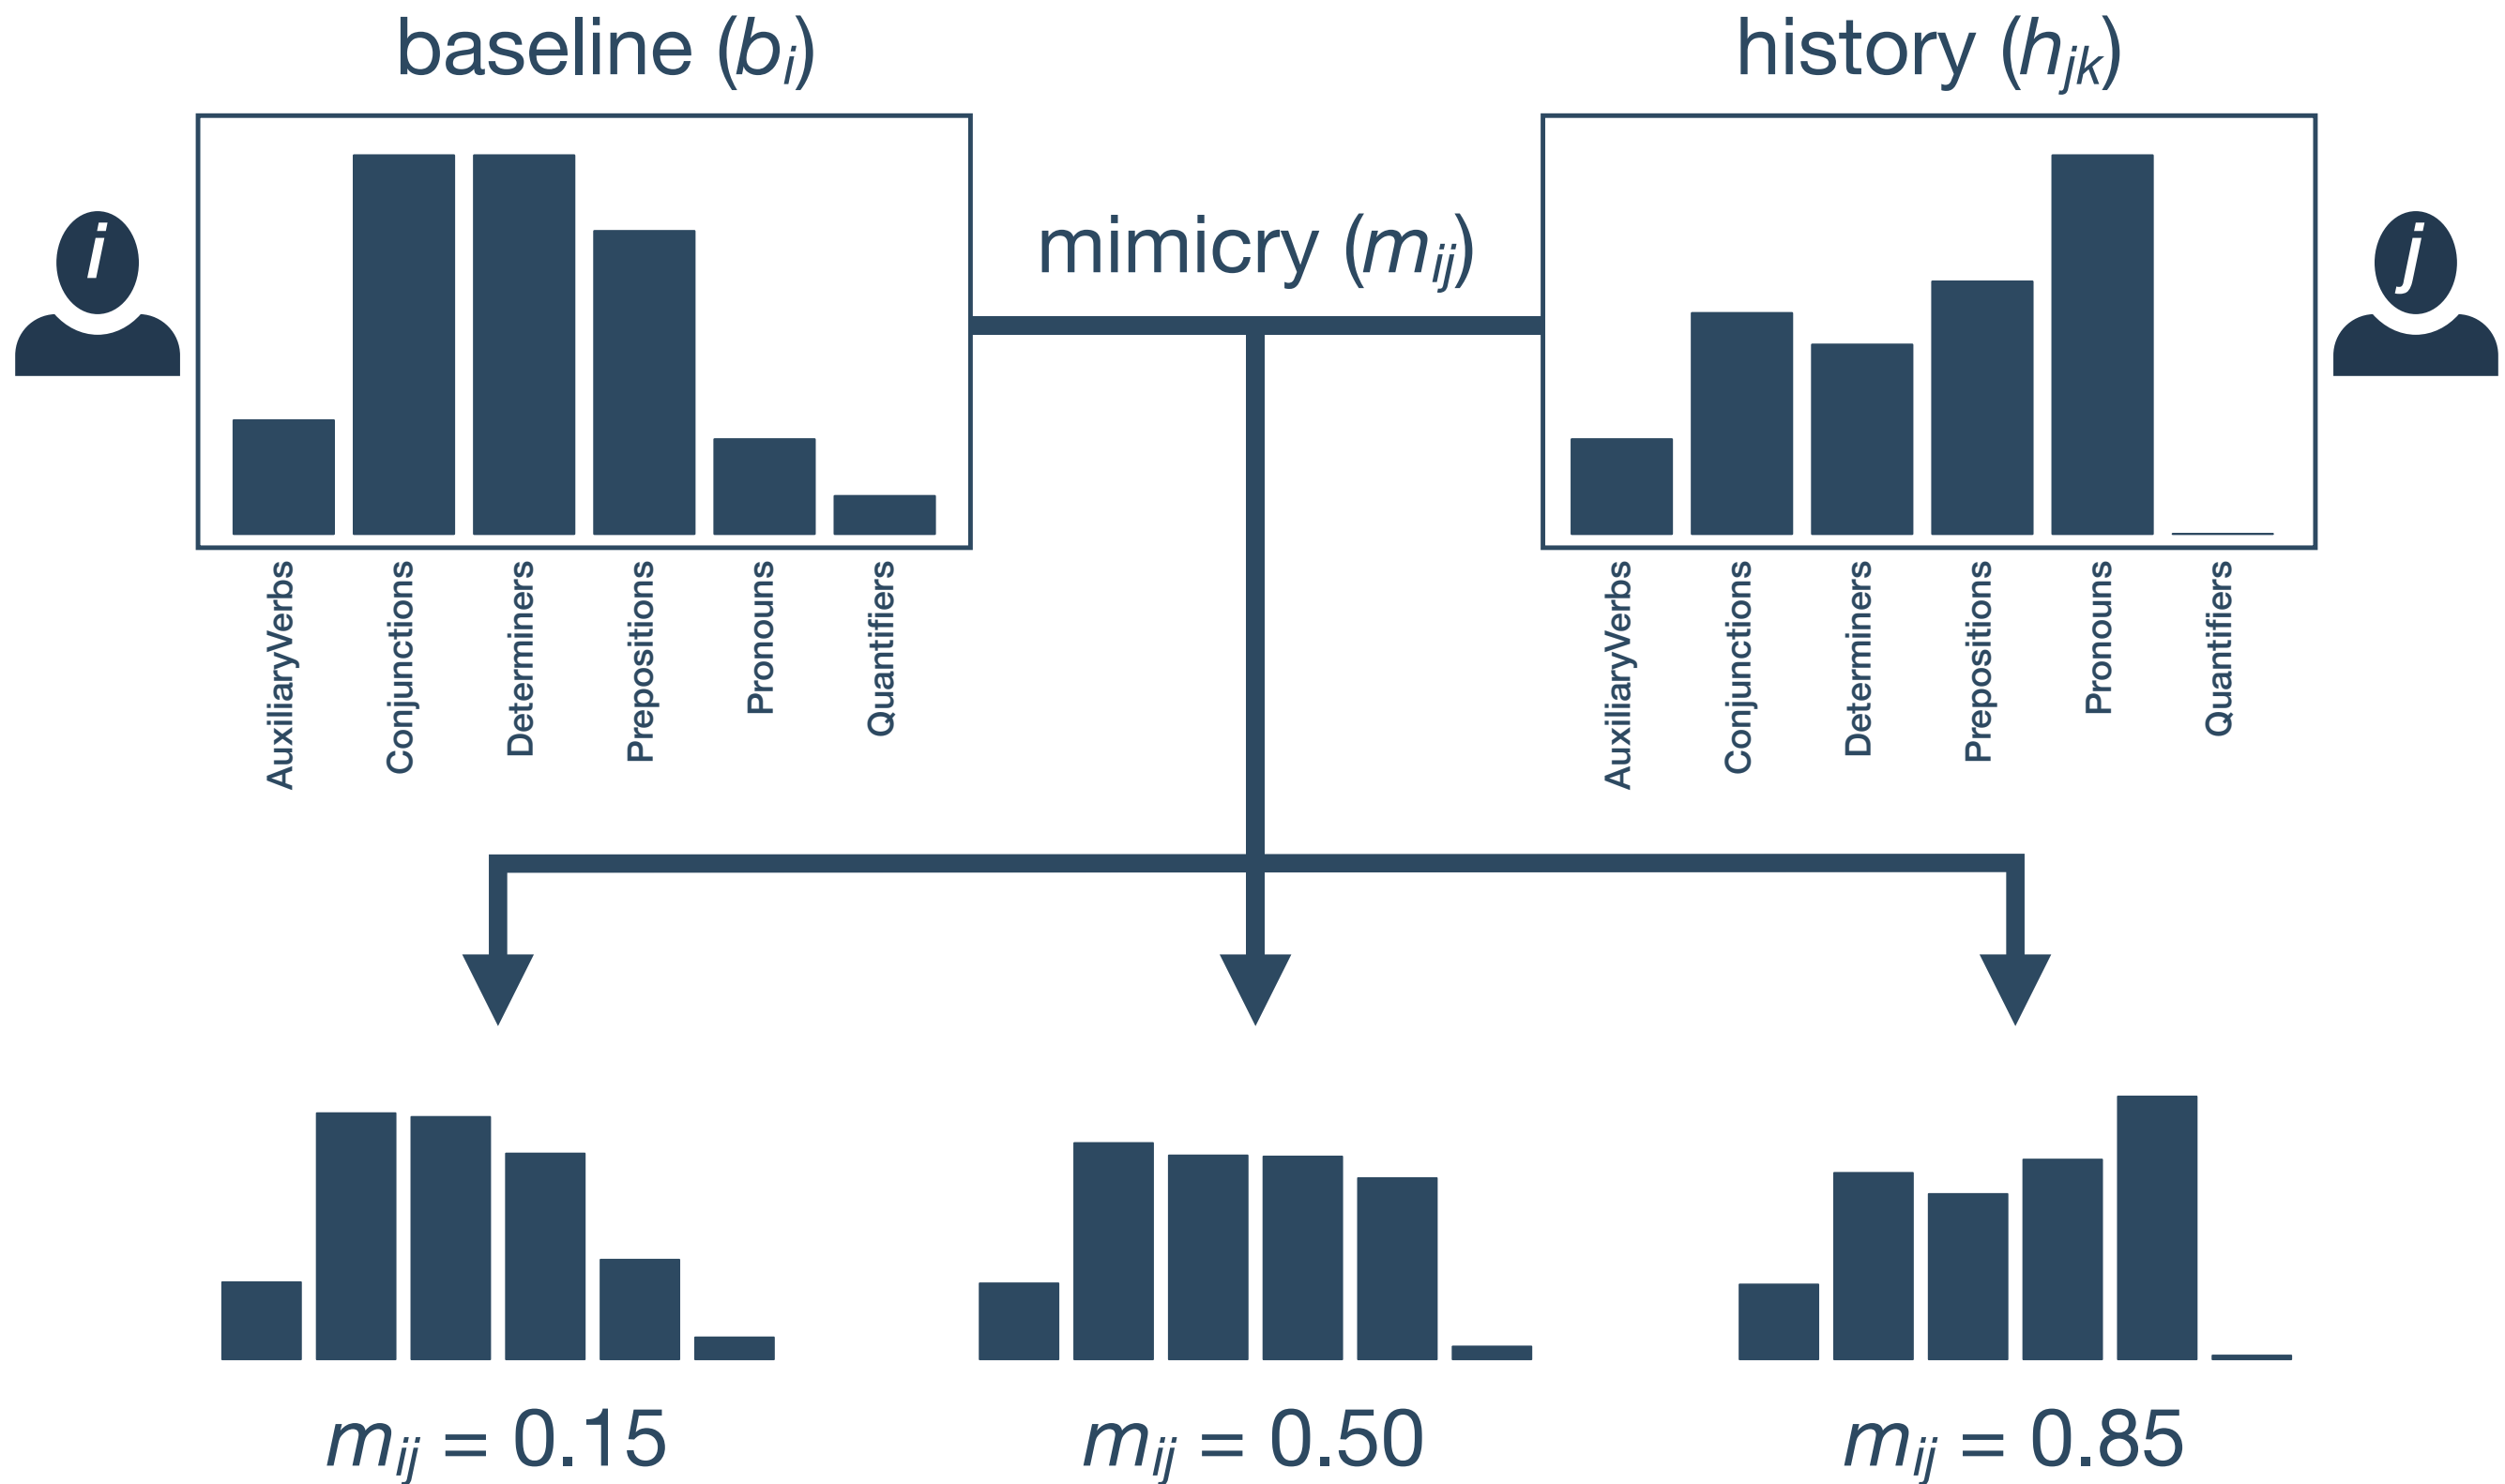 baseline (bi)
history (hjk)
i
mimicry (mij)
j
AuxiliaryVerbs
Conjunctions
Determiners
Prepositions
Pronouns
Quantifiers
AuxiliaryVerbs
Conjunctions
Determiners
Prepositions
Pronouns
Quantifiers
mij = 0.15
mij = 0.50
mij = 0.85